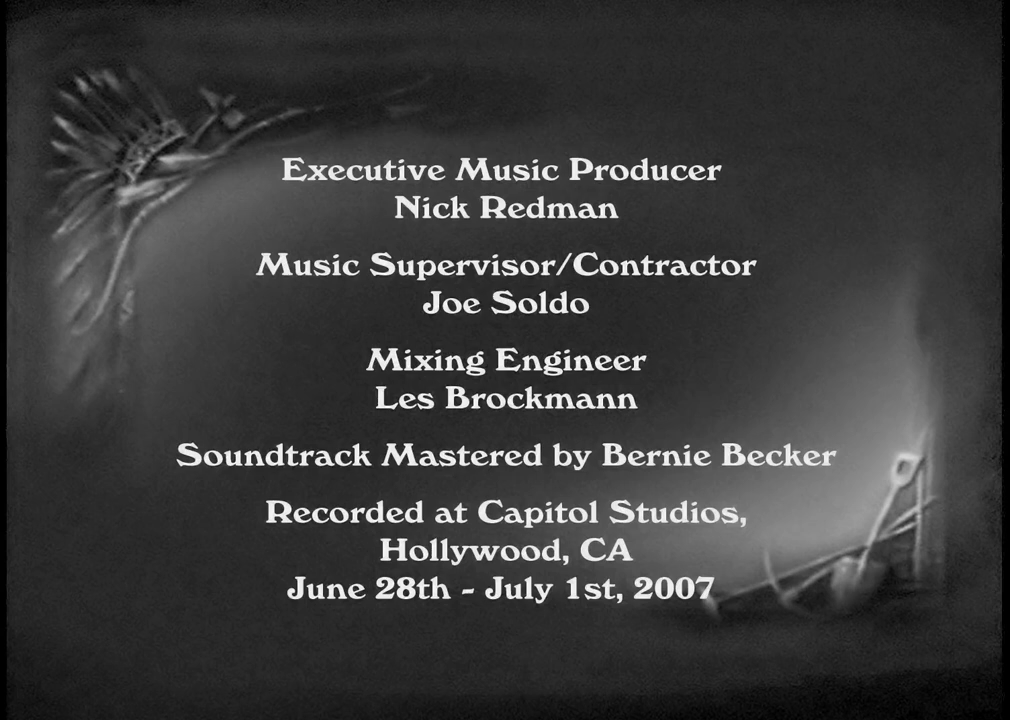 Executive Music Producer
Nick Redman
Music Supervisor/Contractor
Joe Soldo
Mixing Engineer
Les Brockmann
Soundtrack Mastered by Bernie Becker
Recorded at Capitol Studios,
Hollywood, CA
June 28th - July 1st, 2007